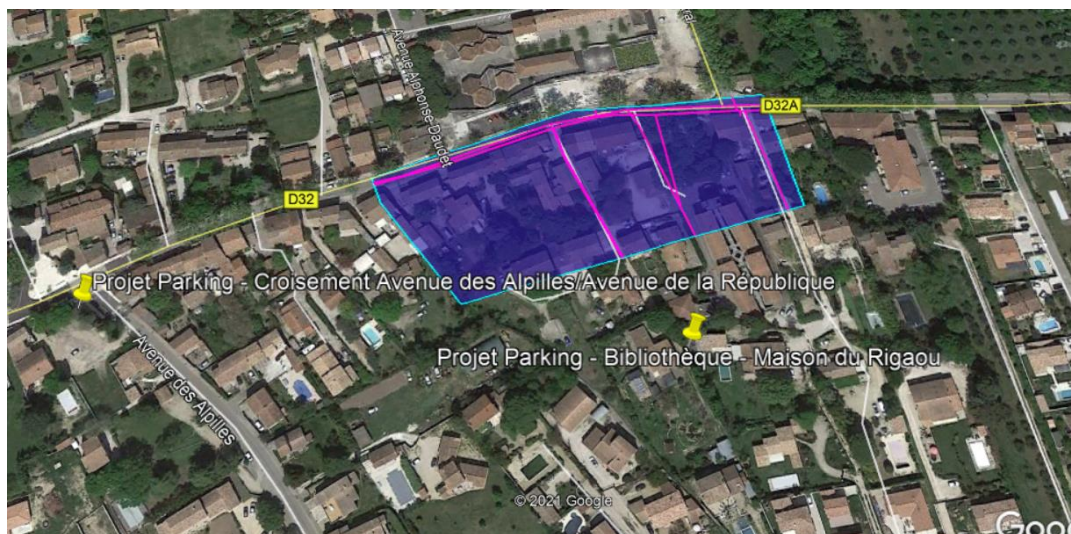 Avenue Alphonse-Daudet
D32A
D32
Projet Parking - Croisement Avenue des Alpilles/Avenue de la République
Projet Parking - Bibliothèque - Maison du Rigaou
Avenue des Alpilles
© 2021 Google